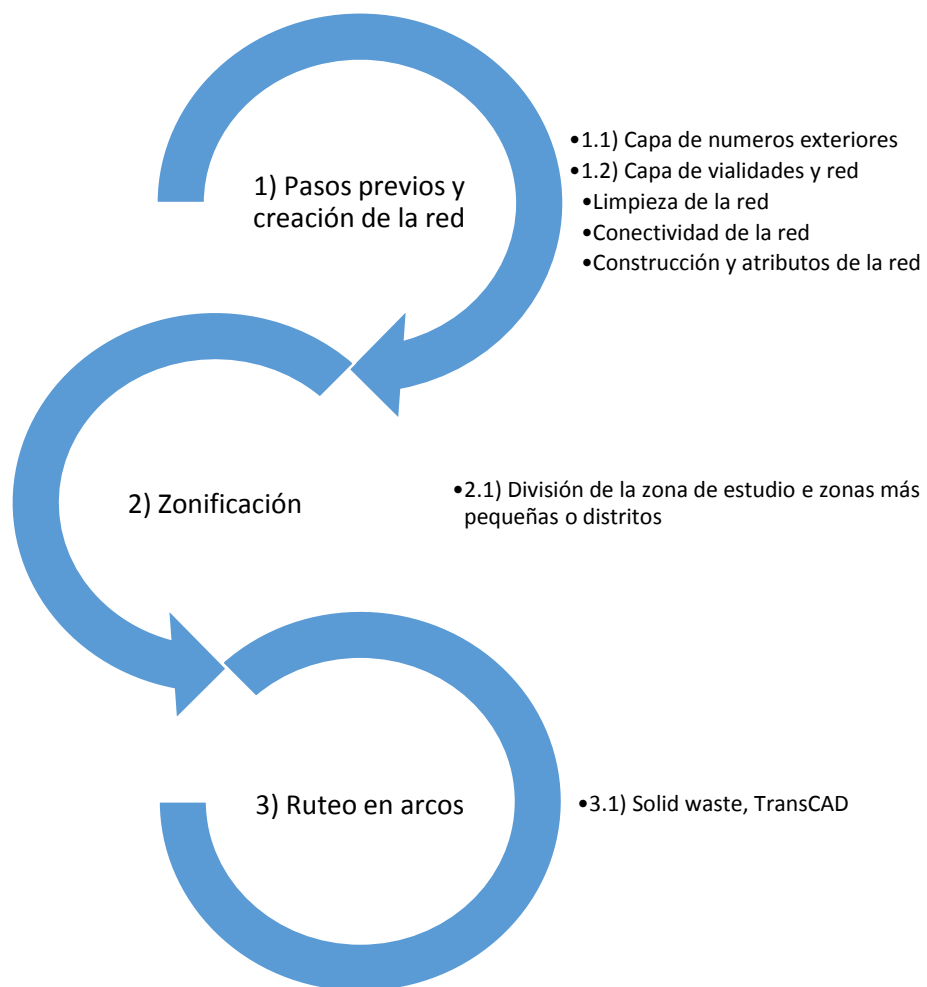 1) Pasos previos y
creación de la red
•1.1) Capa de numeros exteriores
•1.2) Capa de vialidades y red
•Limpieza de la red
•Conectividad de la red
•Construcción y atributos de la red
2) Zonificación
•2.1) División de la zona de estudio e zonas más
pequeñas o distritos
3) Ruteo en arcos
•3.1) Solid waste, TransCAD